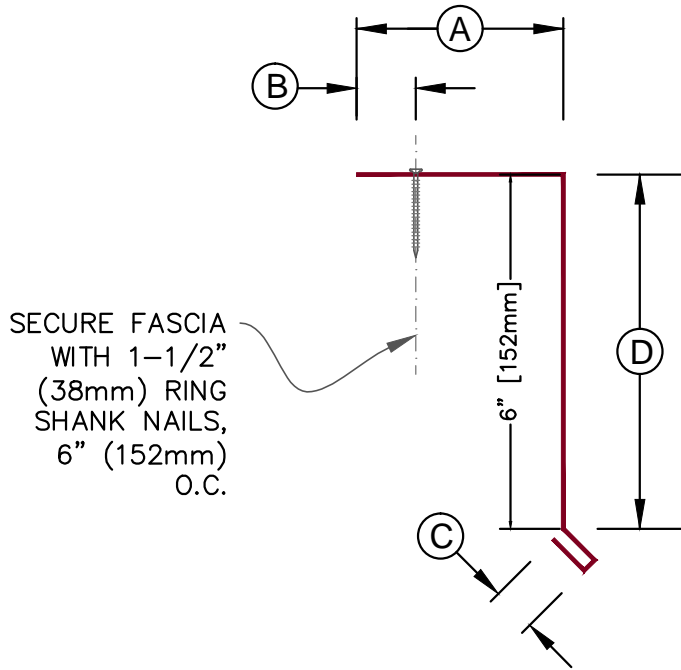 A
B
SECURE FASCIA
WITH 1-1/2”
(38mm) RING
SHANK NAILS,
6” (152mm)
O.C.
6” [152mm]
D
C